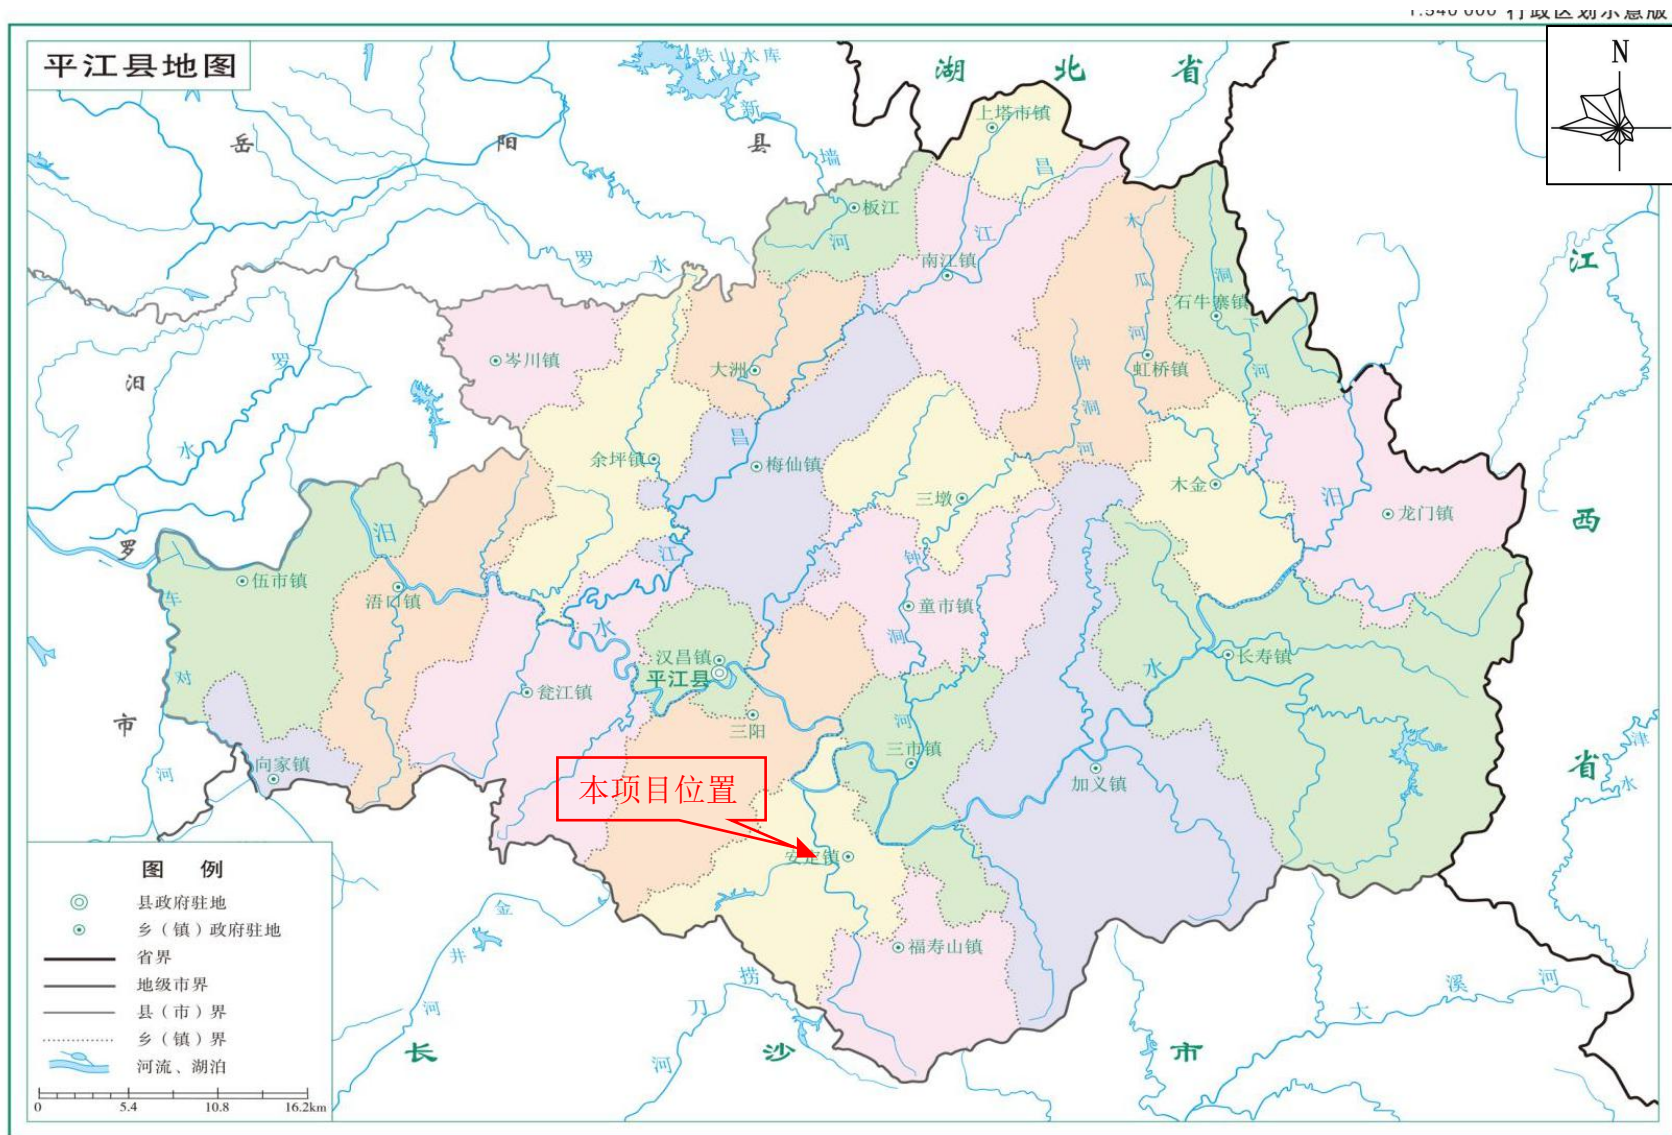 1:340 000 行政区划示意版
平江县地图
N
湖北省
铁山水库
新
墙
河
岳阳县
上塔市镇
昌
江
板江
木
瓜
河
洞
下
河
南江镇
石牛寨镇
江
西
省
罗水
岑川镇
大洲
虹桥镇
钟
洞
河
汨
罗
市
罗
水
昌
江
余坪镇
梅仙镇
三墩
木金
汨
龙门镇
汨
伍市镇
浯口镇
水
童市镇
钟
洞
河
车
对
河
汉昌镇
平江县
瓮江镇
三阳
长寿镇
水
三市镇
加义镇
向家镇
本项目位置
安定镇
津
水
福寿山镇
金
井
河
捞
刀
河
大溪河
长沙市
图 例
县政府驻地
乡（镇）政府驻地
省界
地级市界
县（市）界
乡（镇）界
河流、湖泊
0 5.4 10.8 16.2km